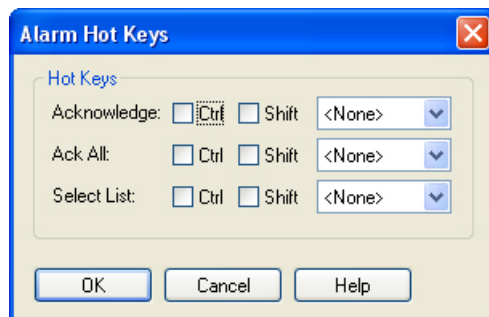 Alarm Hot Keys
Hot Keys
Acknowledge: Ctrl Shift <None>
Ack All: Ctrl Shift <None>
Select List: Ctrl Shift <None>
OK Cancel Help